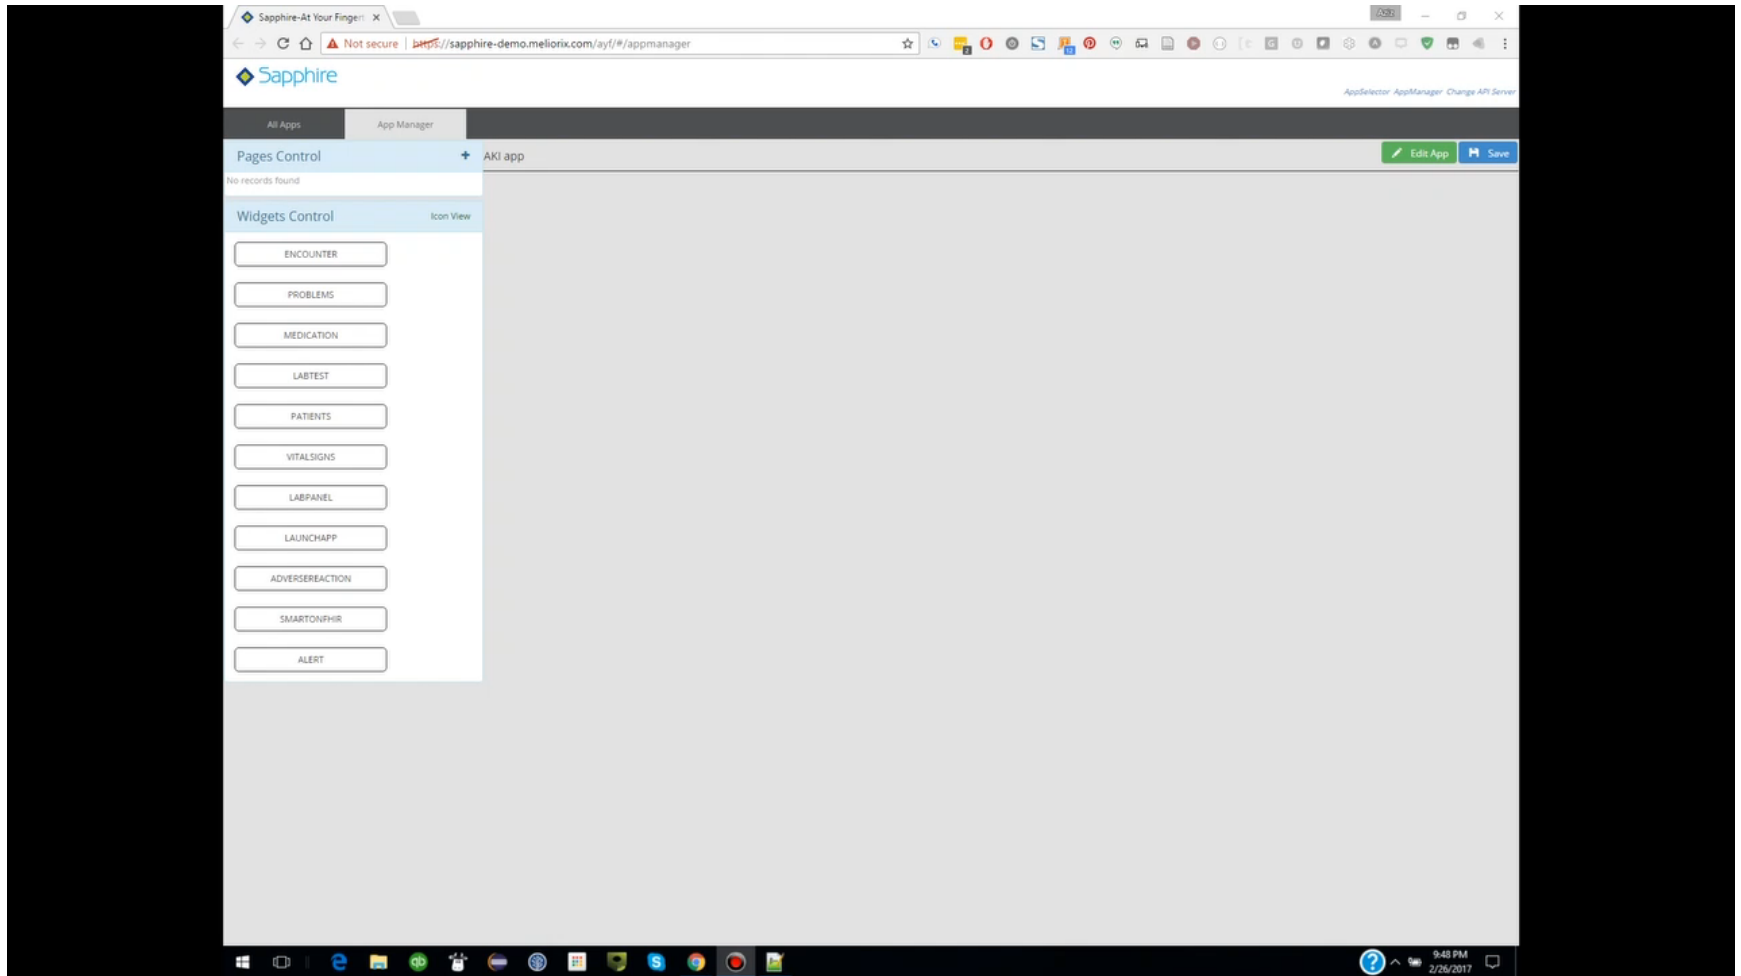 Sapphire-At Your Finger
Aziz
Not secure | https://sapphire-demo.meliorix.com/ayf/#/appmanager
Sapphire
AppSelector AppManager Change API Server
All Apps
App Manager
Pages Control
AKI app
Edit App
Save
No records found
Widgets Control
Icon View
ENCOUNTER
PROBLEMS
MEDICATION
LABTEST
PATIENTS
VITALSIGNS
LABPANEL
LAUNCHAPP
ADVERSEREACTION
SMARTONFHIR
ALERT
9:48 PM
2/26/2017